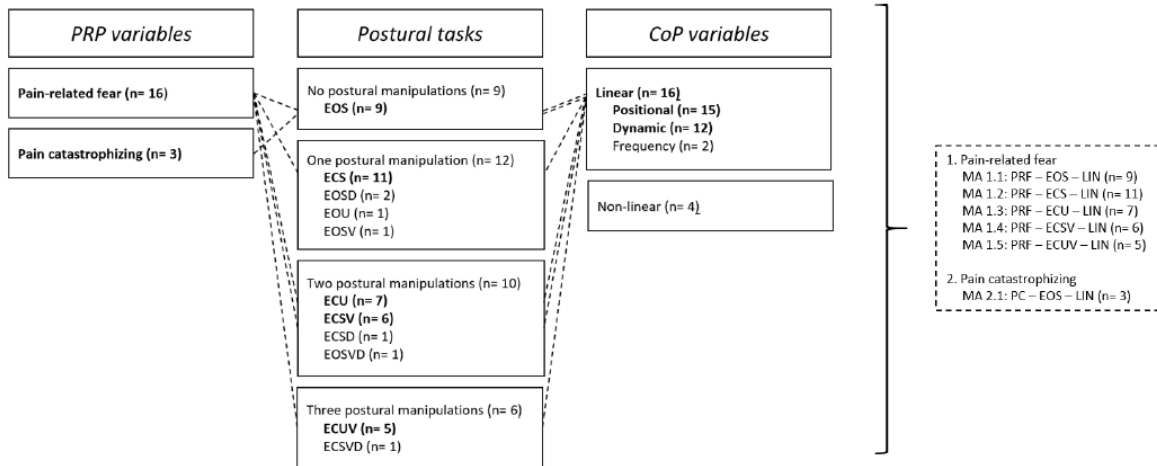 PRP variables
Pain-related fear (n= 16)
Pain catastrophizing (n= 3)
Postural tasks
No postural manipulations (n= 9)
EOS (n= 9)
One postural manipulation (n= 12)
ECS (n= 11)
EOSD (n= 2)
EOU (n= 1)
EOSV (n= 1)
Two postural manipulations (n= 10)
ECU (n= 7)
ECSV (n= 6)
ECSD (n= 1)
EOSVD (n= 1)
Three postural manipulations (n= 6)
ECUV (n= 5)
ECSVD (n= 1)
CoP variables
Linear (n= 16)
Positional (n= 15)
Dynamic (n= 12)
Frequency (n= 2)
Non-linear (n= 4)
1. Pain-related fear
MA 1.1: PRF – EOS – LIN (n= 9)
MA 1.2: PRF – ECS – LIN (n= 11)
MA 1.3: PRF – ECU – LIN (n= 7)
MA 1.4: PRF – ECSV – LIN (n= 6)
MA 1.5: PRF – ECUV – LIN (n= 5)
2. Pain catastrophizing
MA 2.1: PC – EOS – LIN (n= 3)